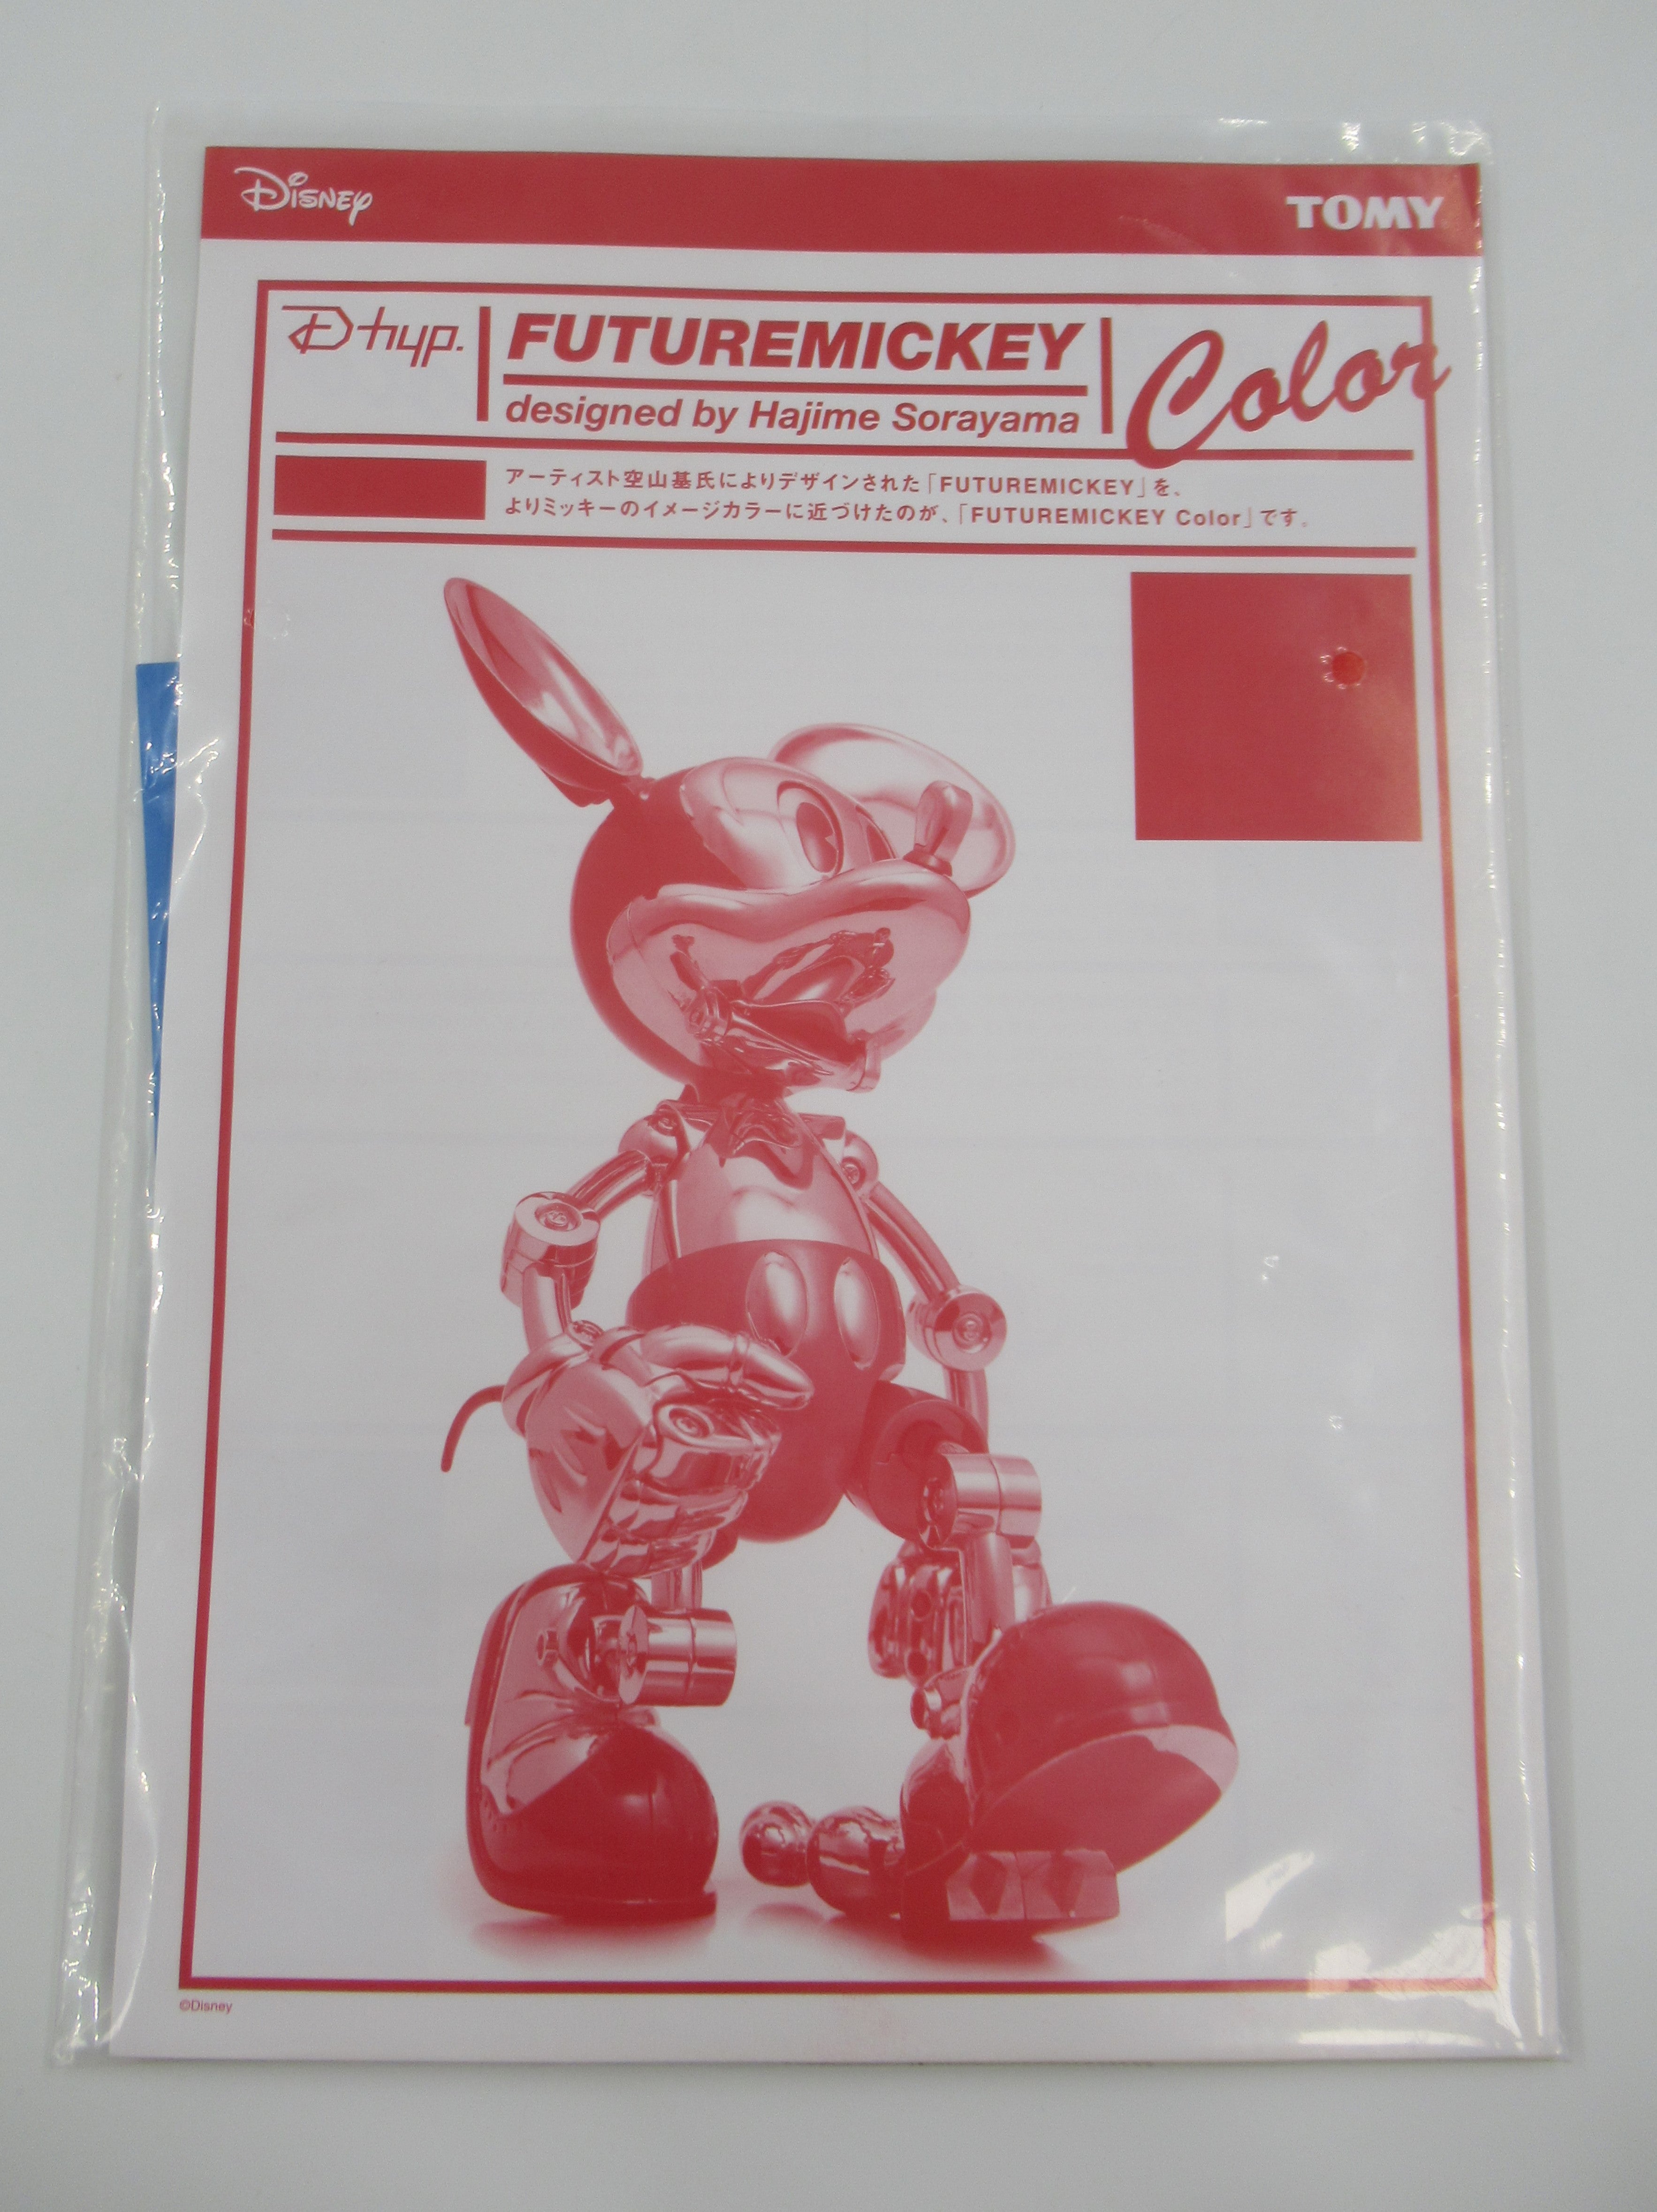 Disney
TOMY
D-hyp.
FUTUREMICKEY
designed by Hajime Sorayama
Color
アーティスト空山基氏によりデザインされた「FUTUREMICKEY」を、
よりミッキーのイメージカラーに近づけたのが、「FUTUREMICKEY Color」です。
©Disney